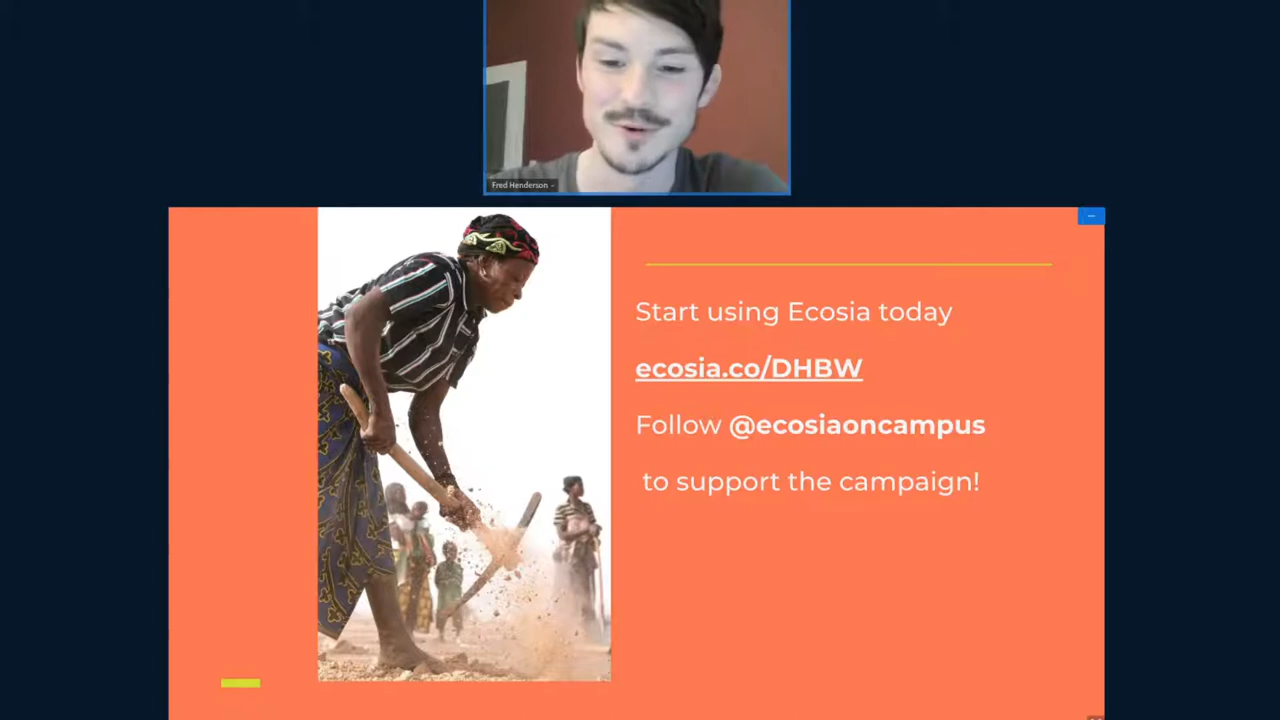 Fred Henderson
Start using Ecosia today
ecosia.co/DHBW
Follow @ecosiaoncampus
to support the campaign!